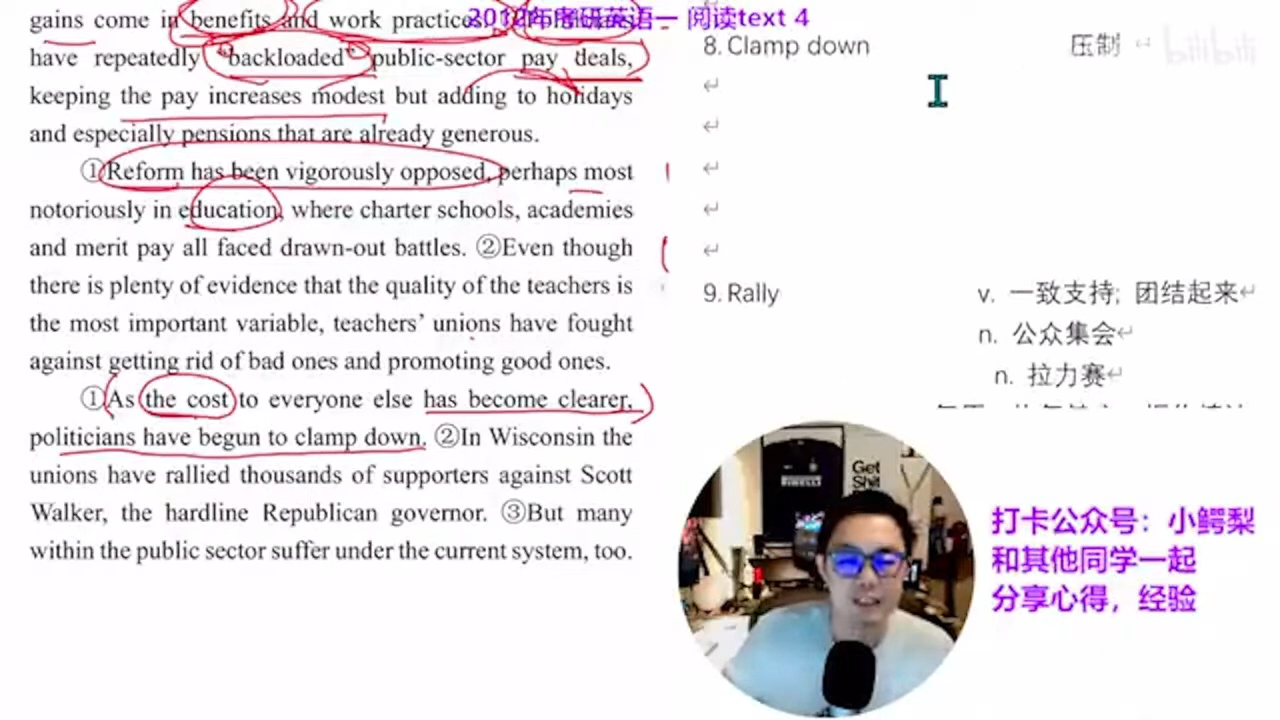 2012年考研英语一 阅读text 4
gains come in benefits and work practices.
have repeatedly "backloaded" public-sector pay deals,
keeping the pay increases modest but adding to holidays
and especially pensions that are already generous.
①Reform has been vigorously opposed, perhaps most
notoriously in education, where charter schools, academies
and merit pay all faced drawn-out battles. ②Even though
there is plenty of evidence that the quality of the teachers is
the most important variable, teachers' unions have fought
against getting rid of bad ones and promoting good ones.
①As the cost to everyone else has become clearer,
politicians have begun to clamp down. ②In Wisconsin the
unions have rallied thousands of supporters against Scott
Walker, the hardline Republican governor. ③But many
within the public sector suffer under the current system, too.
8. Clamp down 压制
bilibili
9. Rally v. 一致支持; 团结起来
n. 公众集会
n. 拉力赛
PIRELLI
Get
Shit
打卡公众号：小鳄梨
和其他同学一起
分享心得，经验